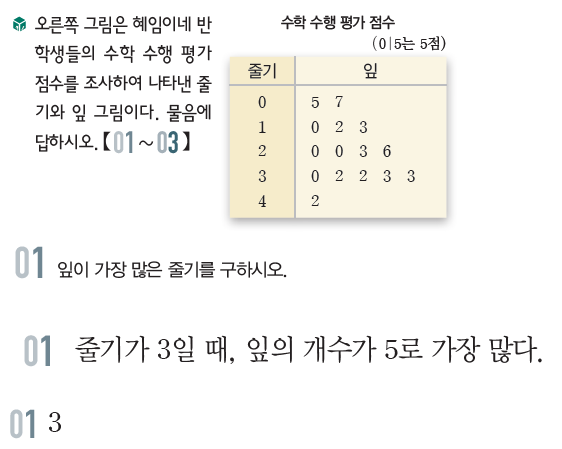 오른쪽 그림은 혜임이네 반
학생들의 수학 수행 평가
점수를 조사하여 나타낸 줄
기와 잎 그림이다. 물음에
답하시오.【01~03】
수학 수행 평가 점수
(0|5는 5점)
줄기 잎
0 5 7
1 0 2 3
2 0 0 3 6
3 0 2 2 3 3
4 2
01 잎이 가장 많은 줄기를 구하시오.
01 줄기가 3일 때, 잎의 개수가 5로 가장 많다.
01 3